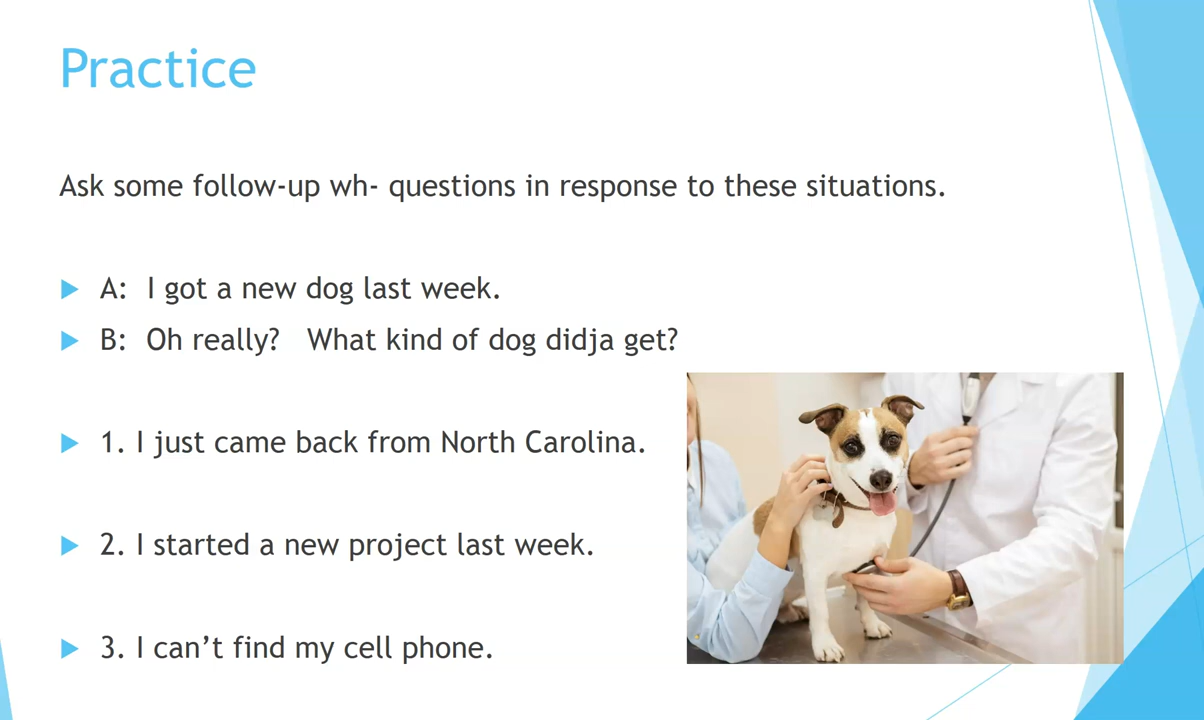 Practice
Ask some follow-up wh- questions in response to these situations.
A: I got a new dog last week.
B: Oh really? What kind of dog didja get?
1. I just came back from North Carolina.
2. I started a new project last week.
3. I can’t find my cell phone.